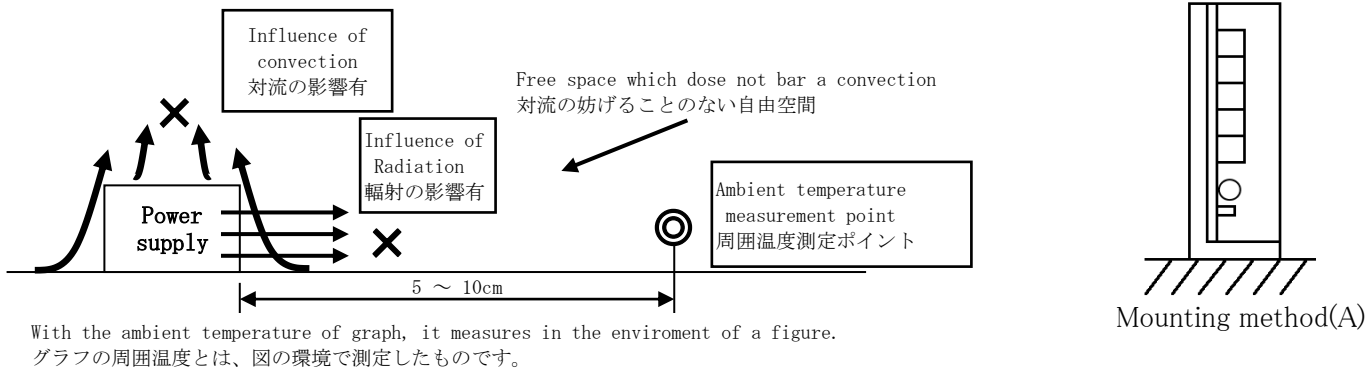 Influence of
convection
対流の影響有
Free space which dose not bar a convection
対流の妨げることのない自由空間
Influence of
Radiation
輻射の影響有
Power
supply
Ambient temperature
measurement point
周囲温度測定ポイント
5 ～ 10cm
With the ambient temperature of graph, it measures in the enviroment of a figure.
グラフの周囲温度とは、図の環境で測定したものです。
Mounting method(A)